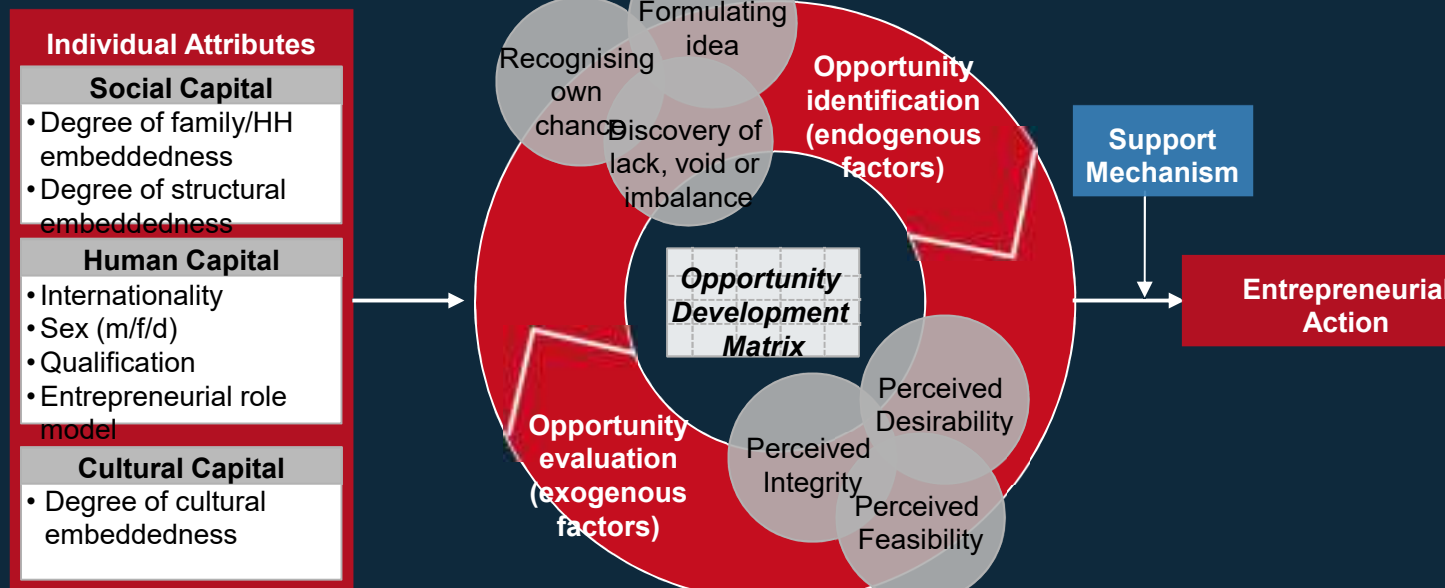 Individual Attributes
Social Capital
• Degree of family/HH
embeddedness
• Degree of structural
embeddedness
Human Capital
• Internationality
• Sex (m/f/d)
• Qualification
• Entrepreneurial role
model
Cultural Capital
• Degree of cultural
embeddedness
Formulating
idea
Recognising
own
chance
Discovery of
lack, void or
imbalance
Opportunity
identification
(endogenous
factors)
Opportunity
Development
Matrix
Opportunity
evaluation
(exogenous
factors)
Perceived
Desirability
Perceived
Integrity
Perceived
Feasibility
Support
Mechanism
Entrepreneurial
Action